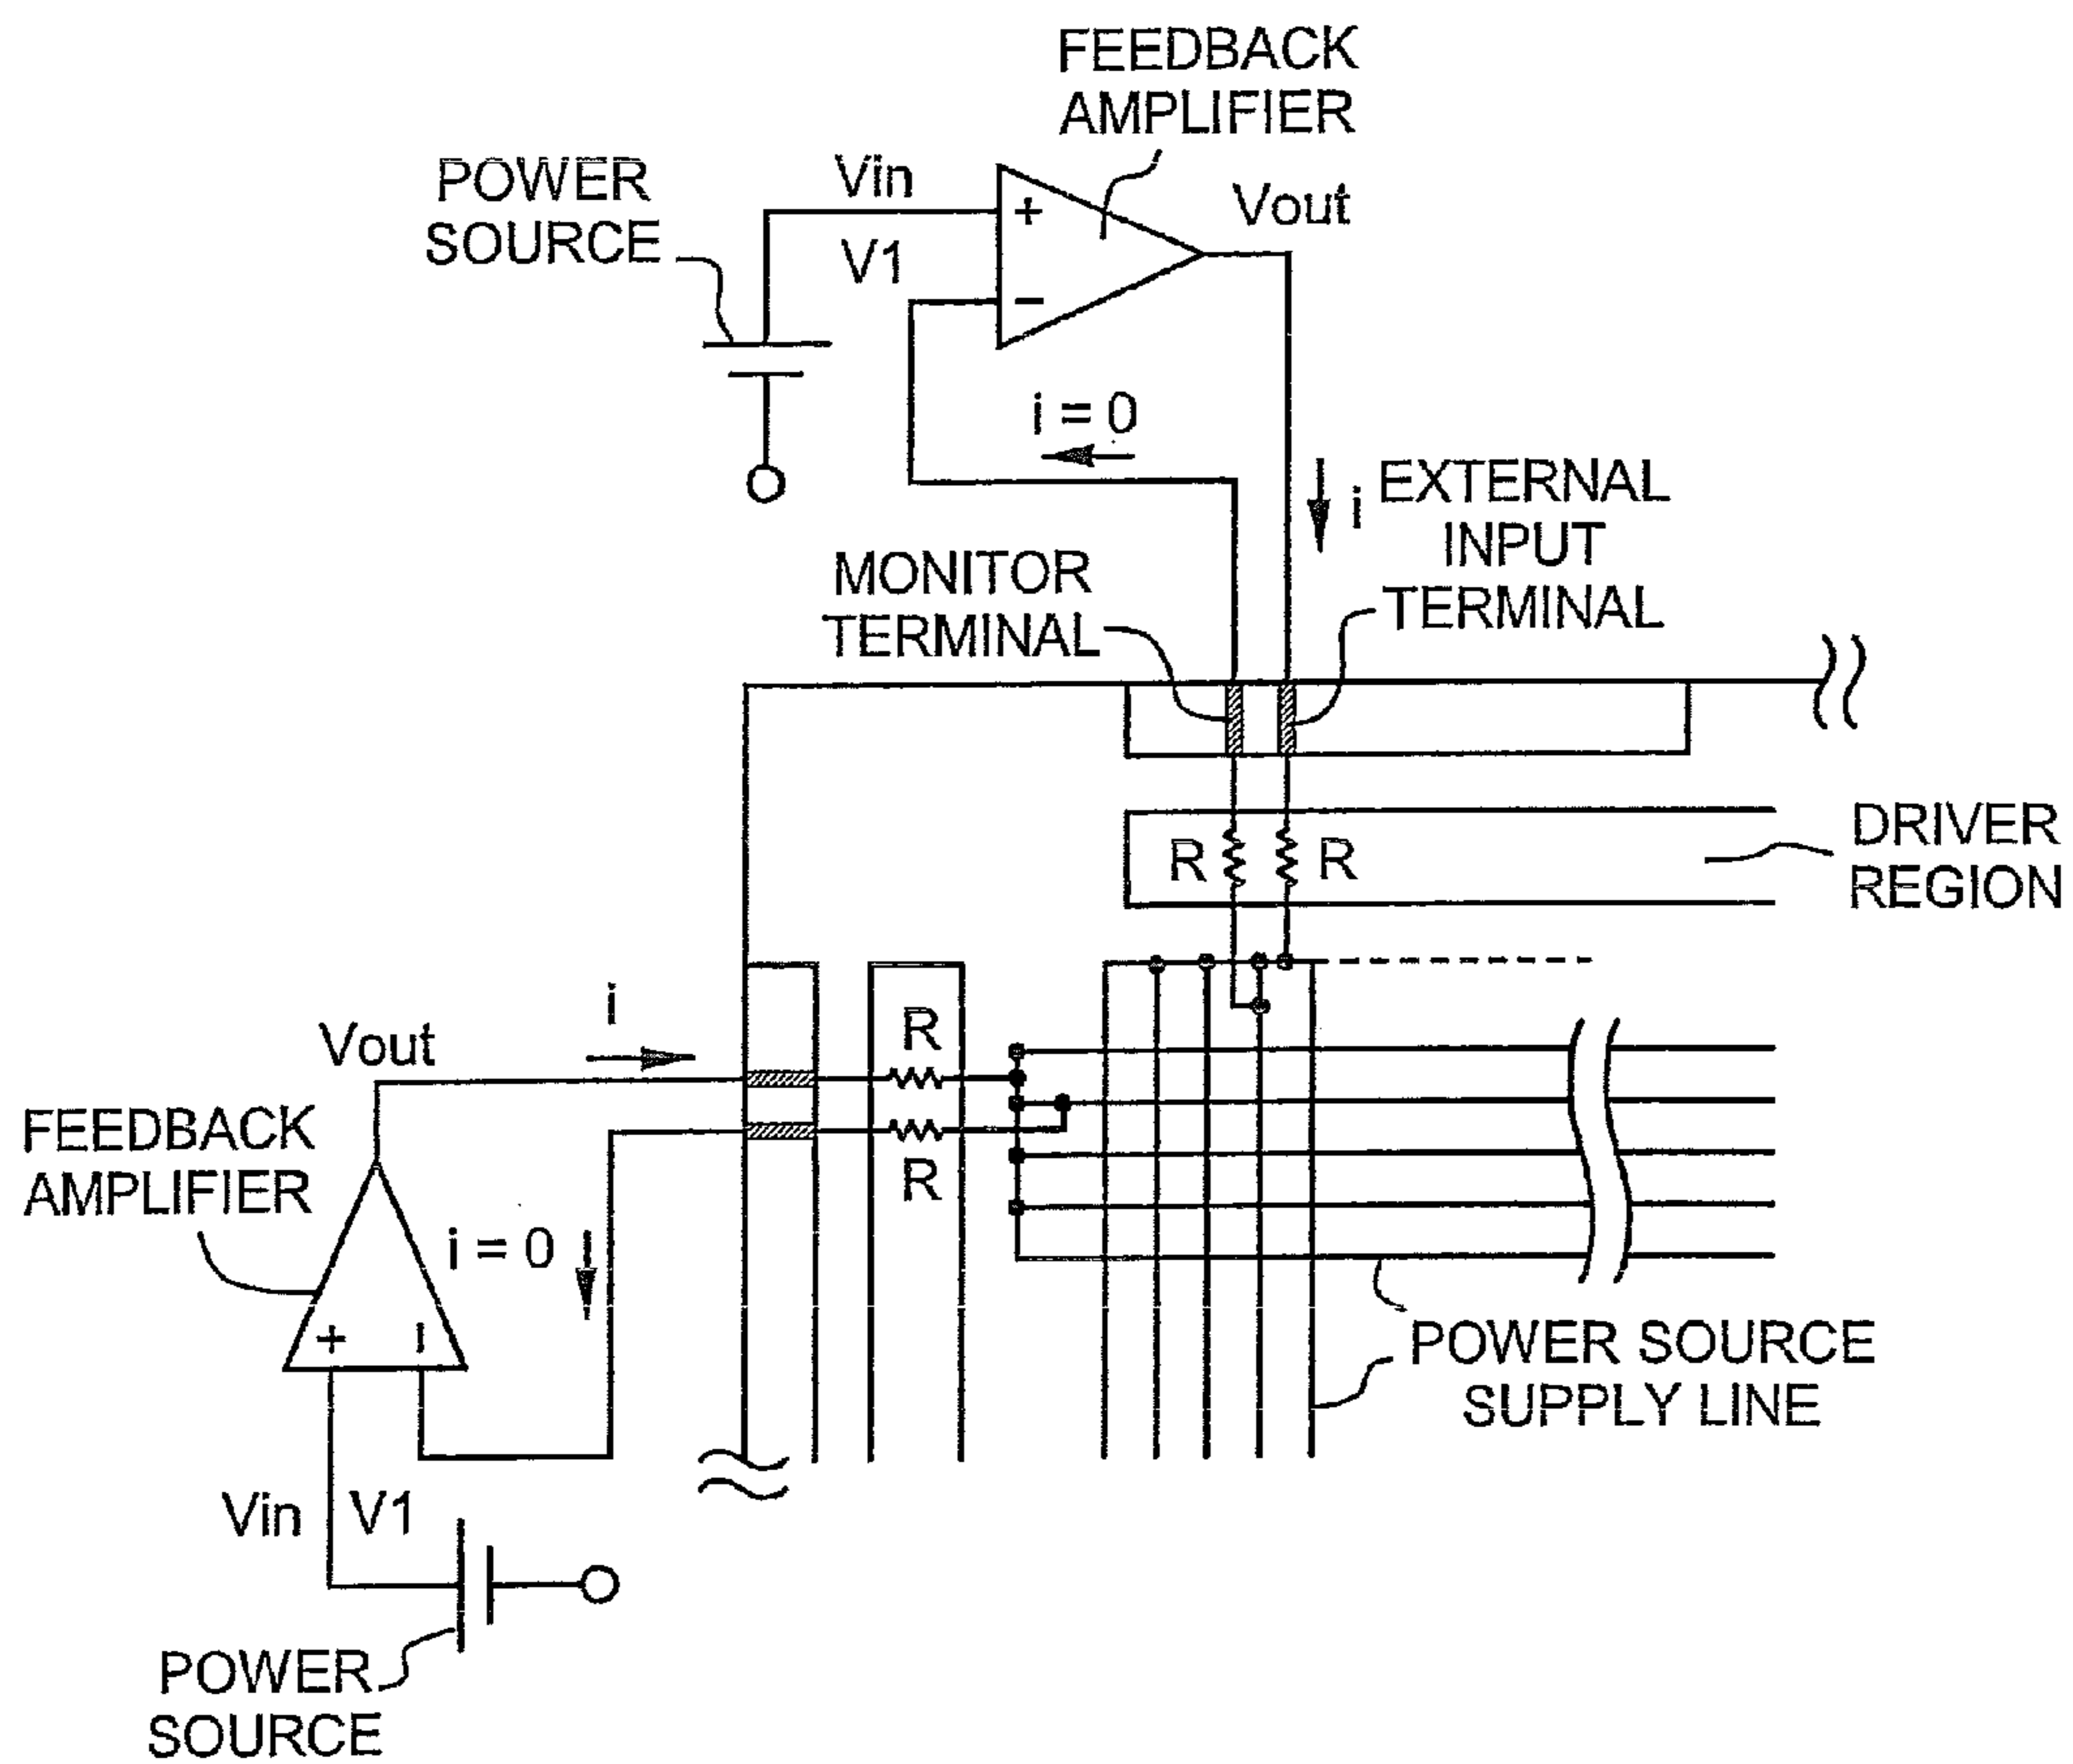 FEEDBACK
AMPLIFIER
POWER
SOURCE
Vin
V1
Vout
+
−
i = 0
i
EXTERNAL
INPUT
TERMINAL
MONITOR
TERMINAL
R
R
DRIVER
REGION
i
Vout
R
R
FEEDBACK
AMPLIFIER
i = 0
+
−
POWER SOURCE
SUPPLY LINE
Vin
V1
POWER
SOURCE